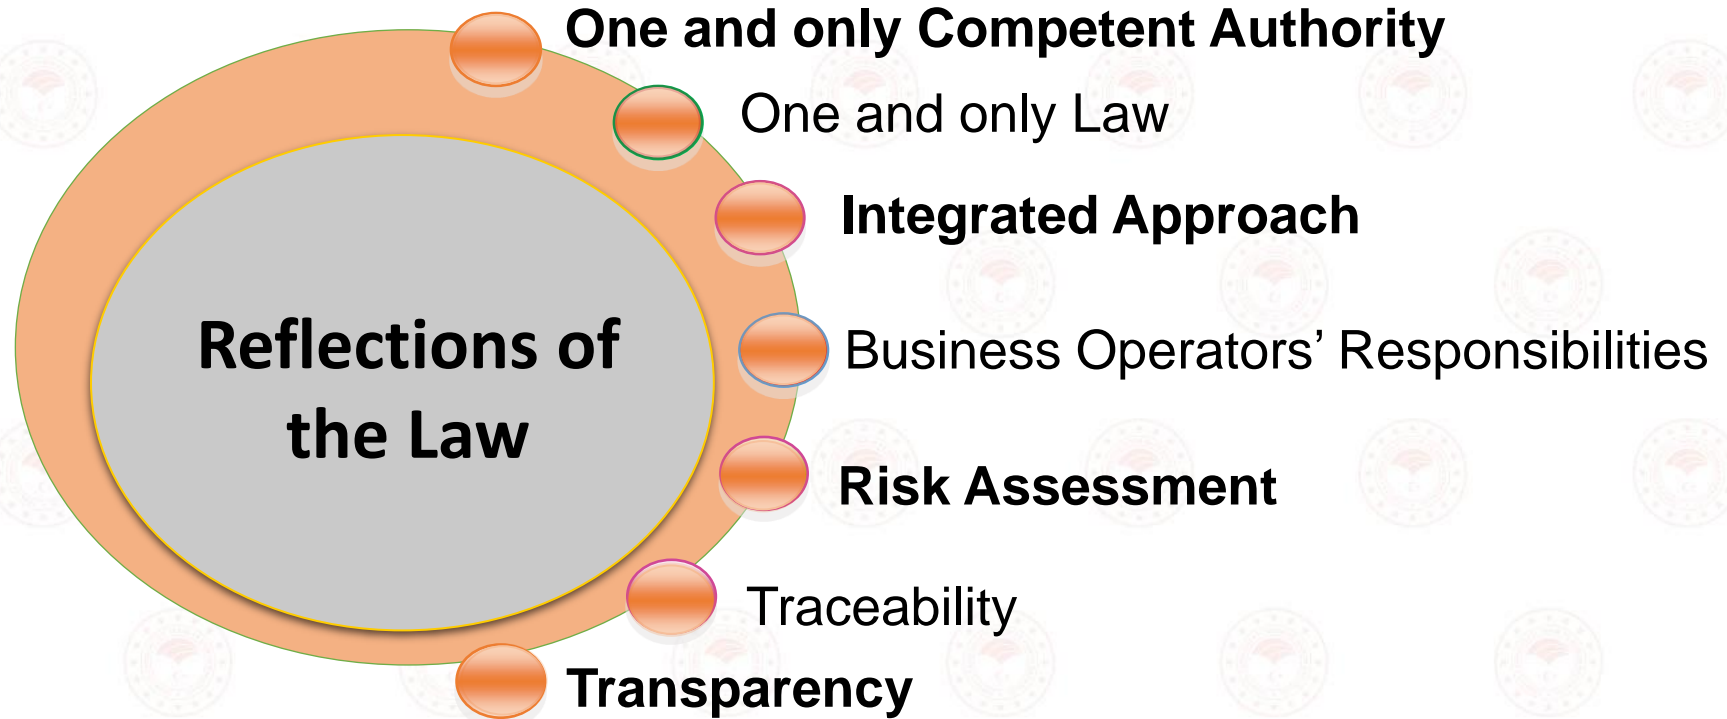 One and only Competent Authority
One and only Law
Integrated Approach
Business Operators’ Responsibilities
Risk Assessment
Traceability
Transparency
Reflections of
the Law